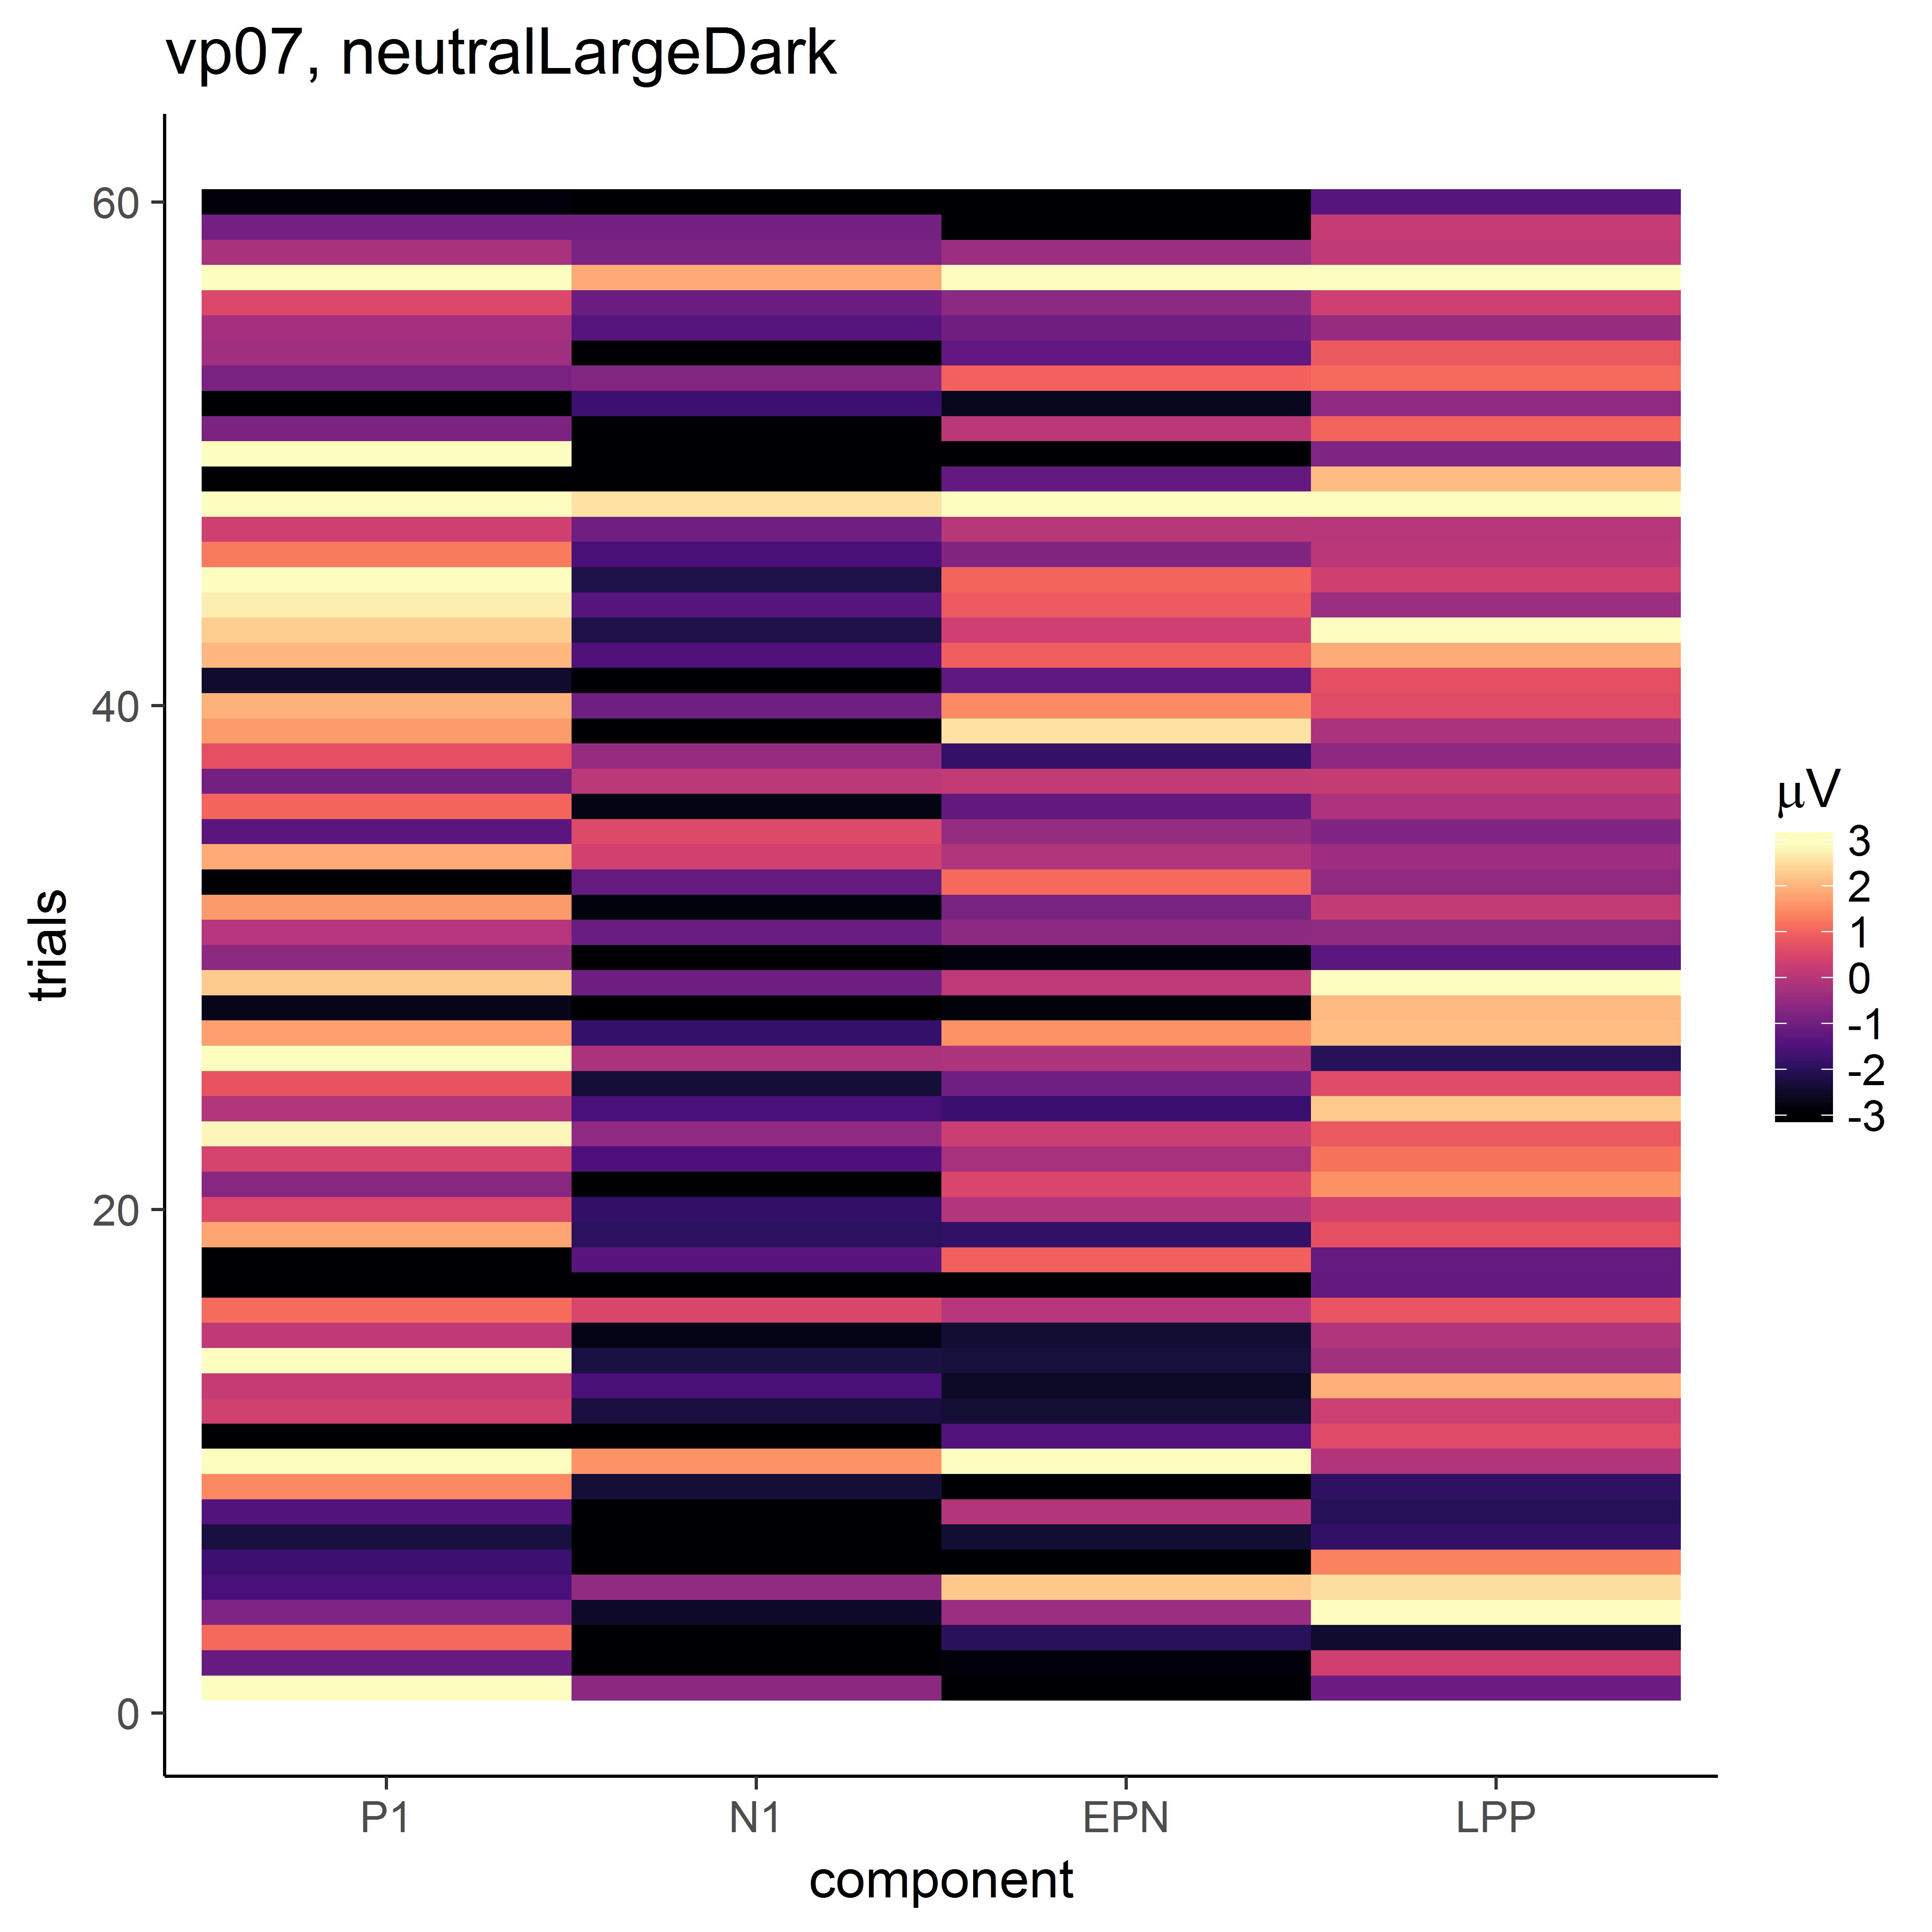 vp07, neutralLargeDark
60
40
20
0
trials
P1
N1
EPN
LPP
component
μV
3
2
1
0
-1
-2
-3